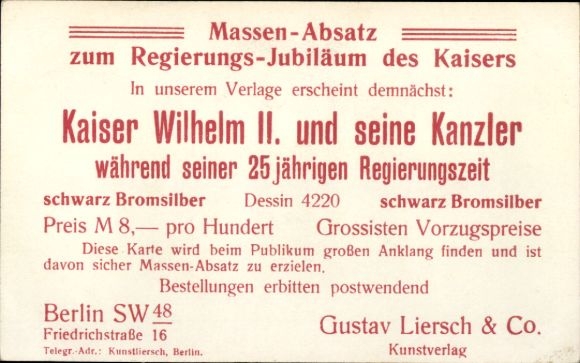 Massen-Absatz
zum Regierungs-Jubiläum des Kaisers
In unserem Verlage erscheint demnächst:
Kaiser Wilhelm II. und seine Kanzler
während seiner 25jährigen Regierungszeit
schwarz Bromsilber Dessin 4220 schwarz Bromsilber
Preis M 8,— pro Hundert Grossisten Vorzugspreise
Diese Karte wird beim Publikum großen Anklang finden und ist
davon sicher Massen-Absatz zu erzielen.
Bestellungen erbitten postwendend
Berlin SW 48
Friedrichstraße 16
Telegr.-Adr.: Kunstliersch, Berlin.
Gustav Liersch & Co.
Kunstverlag